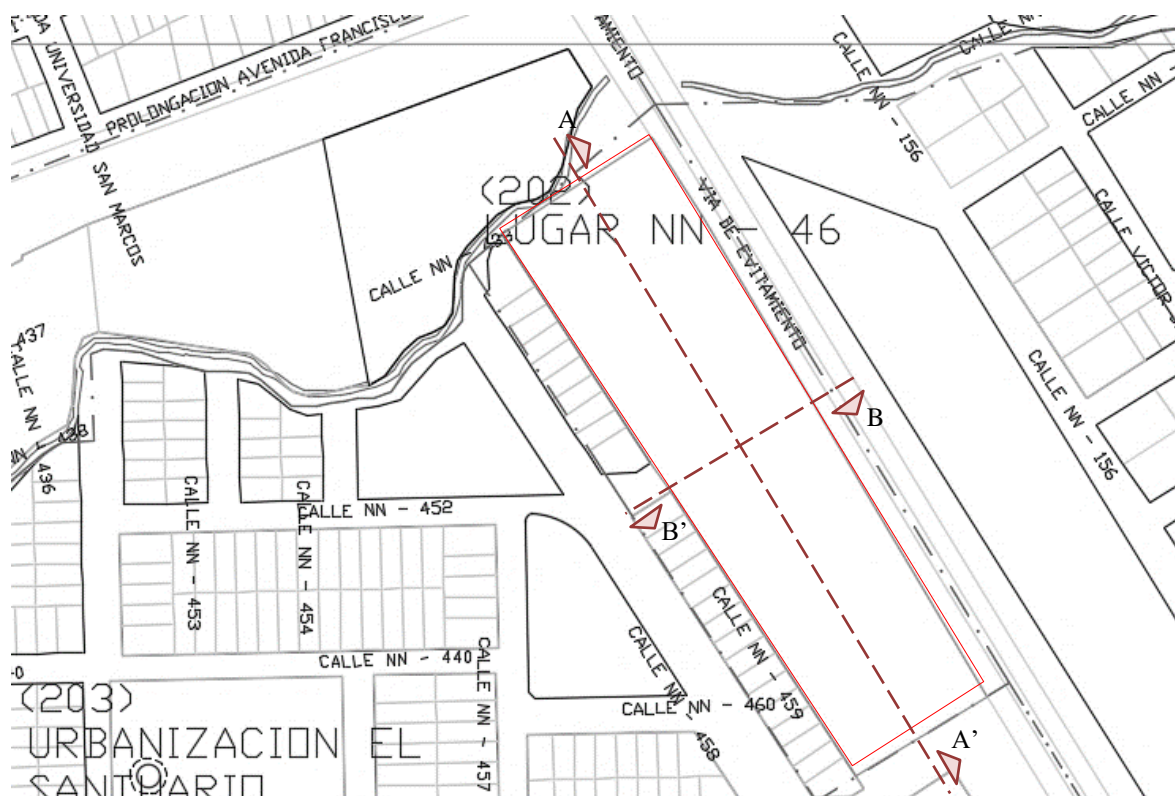 UNIVERSIDAD SAN MARCOS
PROLONGACION AVENIDA FRANCISCO
VIA DE EVITAMIENTO
CALLE NN - 156
CALLE NN
CALLE NN -
A
(202)
LUGAR NN - 46
CALLE NN -
CALLE VICTOR
437
CALLE NN -
438
436
CALLE NN - 156
B
B'
CALLE NN - 452
CALLE NN - 453
CALLE NN - 454
CALLE NN - 440
CALLE NN - 457
CALLE NN - 458
CALLE NN - 459
CALLE NN - 460
(203)
URBANIZACION EL
SANTUARIO
A'